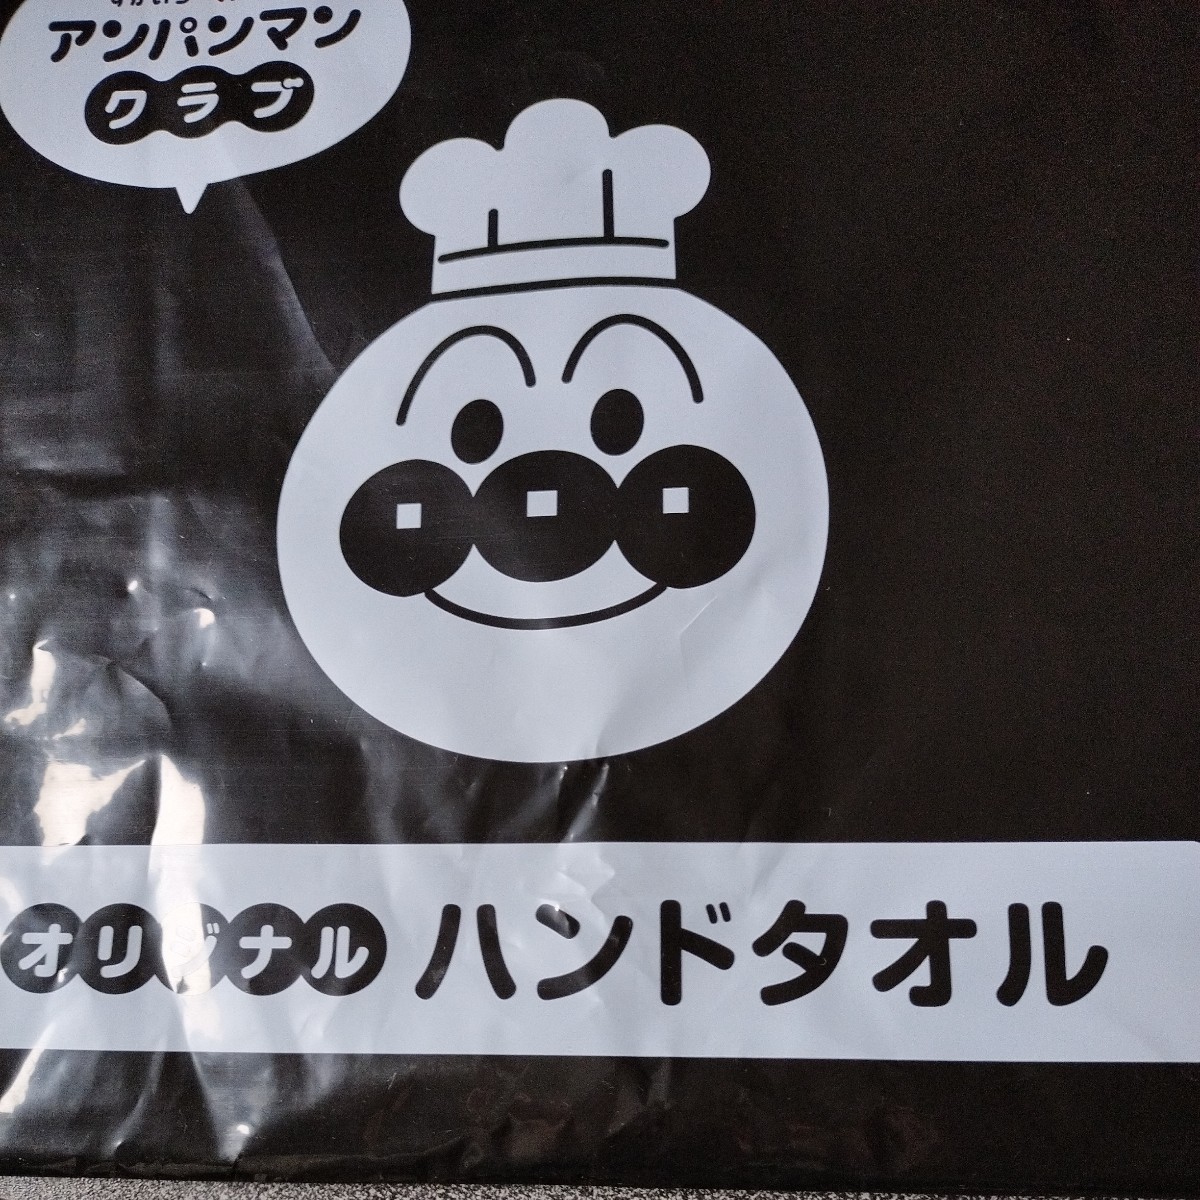 アンパンマン
クラブ
オリジナル ハンドタオル